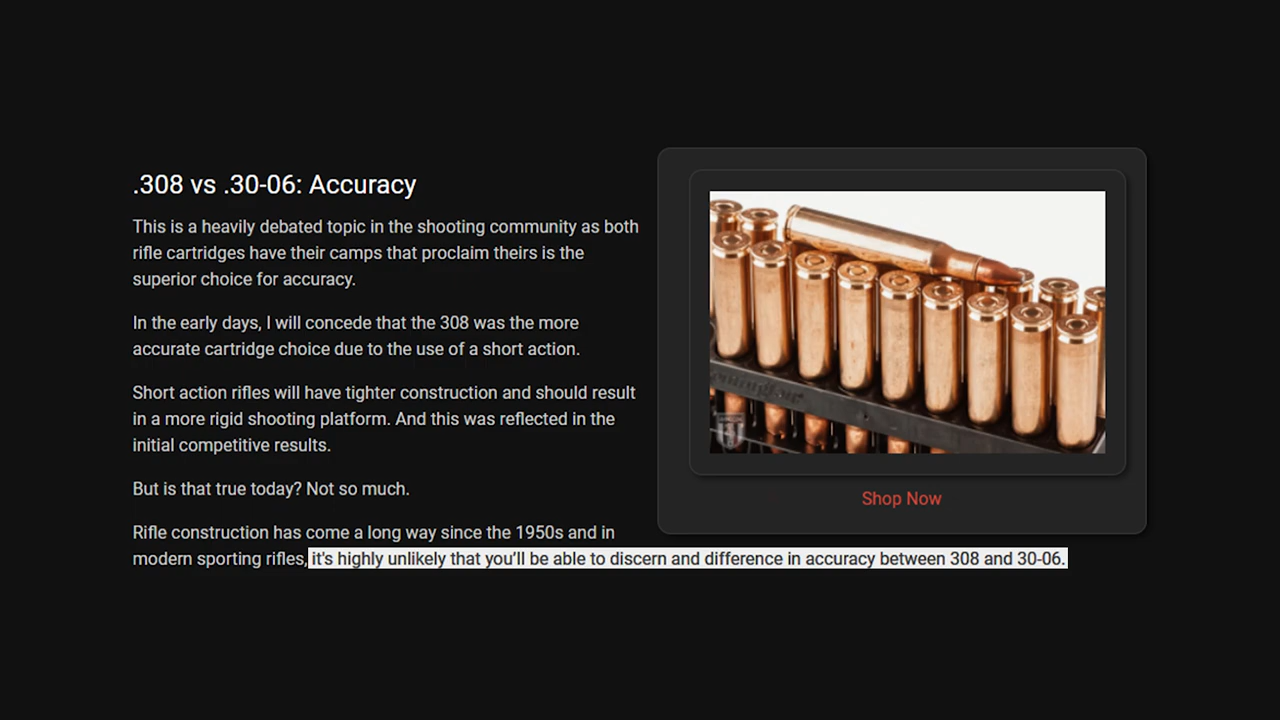 .308 vs .30-06: Accuracy
This is a heavily debated topic in the shooting community as both
rifle cartridges have their camps that proclaim theirs is the
superior choice for accuracy.
In the early days, I will concede that the 308 was the more
accurate cartridge choice due to the use of a short action.
Short action rifles will have tighter construction and should result
in a more rigid shooting platform. And this was reflected in the
initial competitive results.
But is that true today? Not so much.
Rifle construction has come a long way since the 1950s and in
modern sporting rifles, it's highly unlikely that you’ll be able to discern and difference in accuracy between 308 and 30-06.
Shop Now